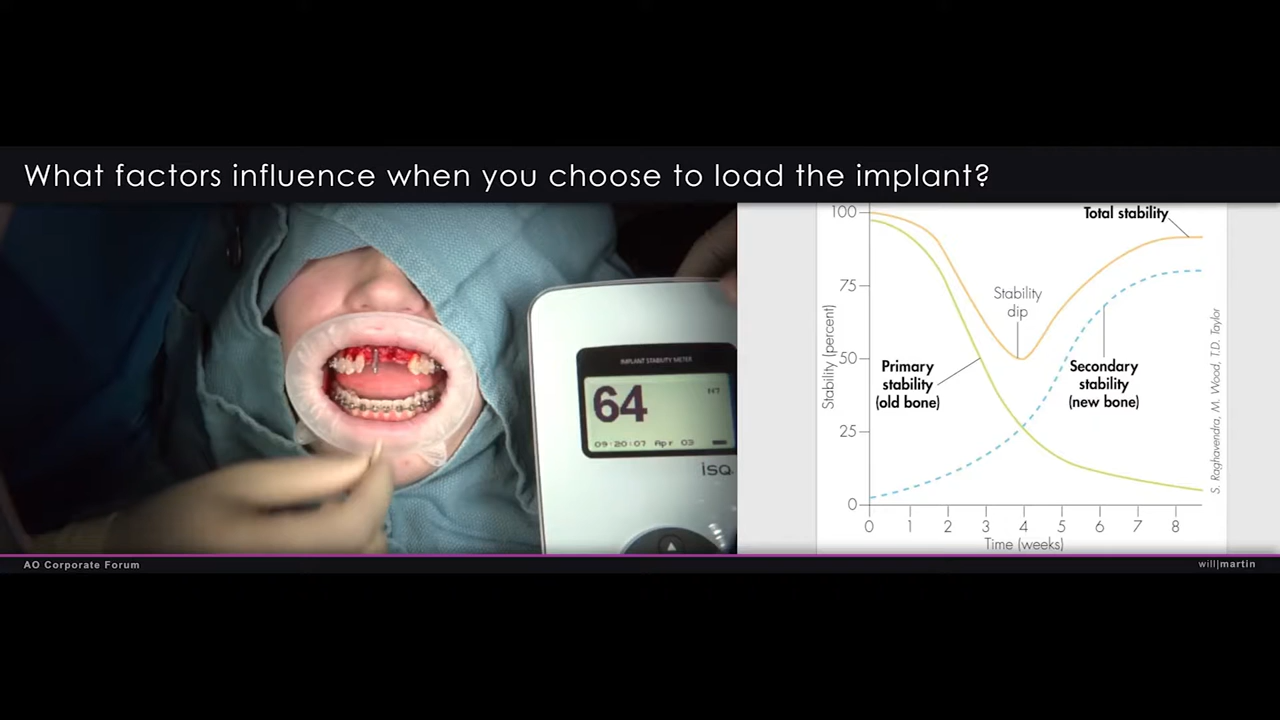 What factors influence when you choose to load the implant?
IMPLANT STABILITY METER
64
NT
09:20:07 Apr 03
isq
100
75
50
25
0
Stability (percent)
0 1 2 3 4 5 6 7 8
Time (weeks)
Total stability
Stability
dip
Primary
stability
(old bone)
Secondary
stability
(new bone)
S. Raghavendra, M. Wood, T.D. Taylor
AO Corporate Forum
will|martin